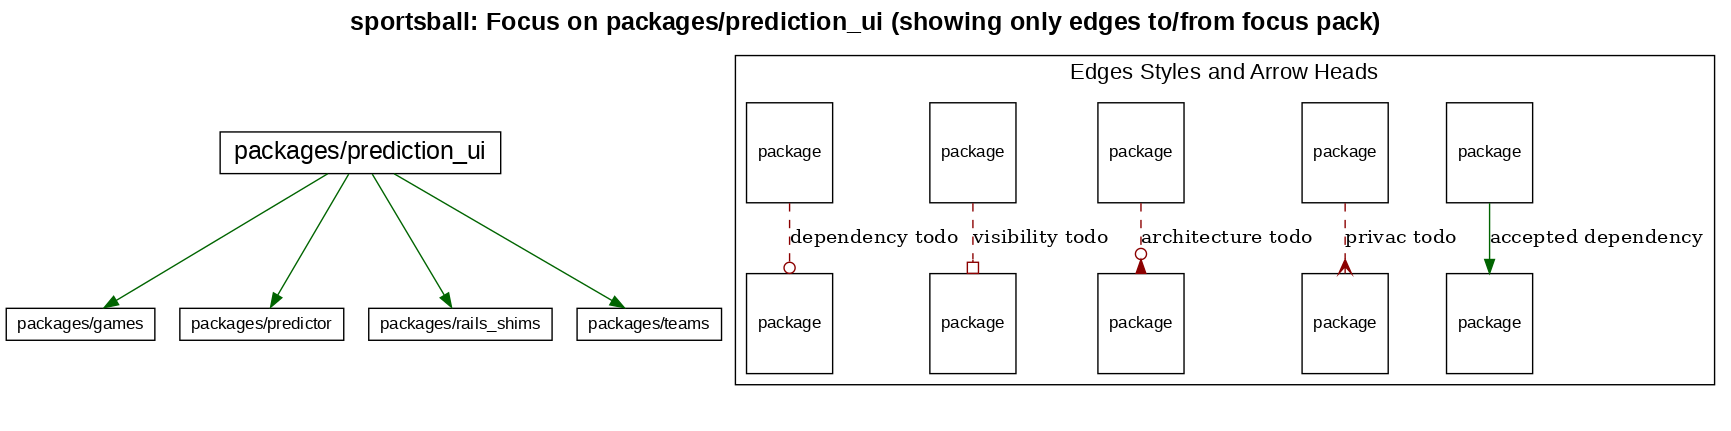 sportsball: Focus on packages/prediction_ui (showing only edges to/from focus pack)
Edges Styles and Arrow Heads
packages/prediction_ui
package
package
package
package
package
dependency todo
visibility todo
architecture todo
privac todo
accepted dependency
packages/games
packages/predictor
packages/rails_shims
packages/teams
package
package
package
package
package